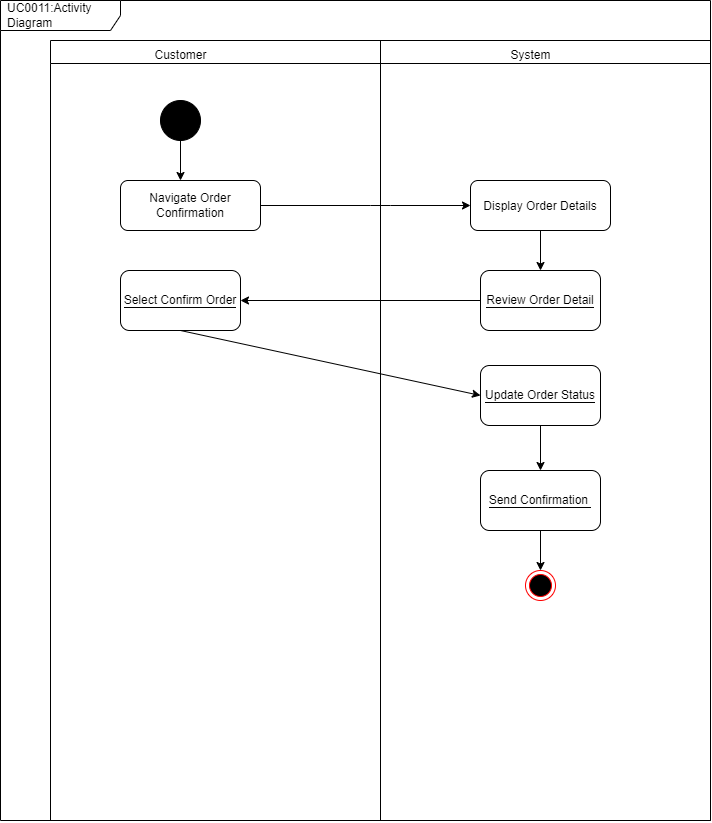 UC0011:Activity
Diagram
Customer
System
Navigate Order
Confirmation
Display Order Details
Select Confirm Order
Review Order Detail
Update Order Status
Send Confirmation